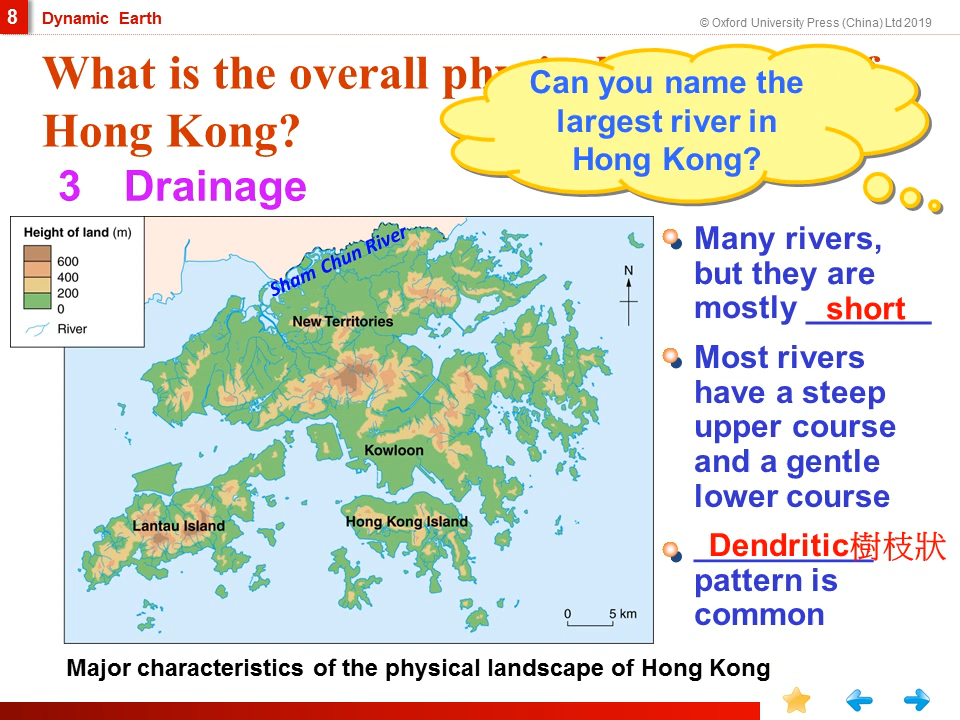 8
Dynamic Earth
© Oxford University Press (China) Ltd 2019
What is the overall
Hong Kong?
Can you name the
largest river in
Hong Kong?
3 Drainage
Height of land (m)
600
400
200
0
River
Sham Chun River
New Territories
N
Kowloon
Lantau Island
Hong Kong Island
0 5 km
Many rivers,
but they are
mostly _______ short
Most rivers
have a steep
upper course
and a gentle
lower course
Dendritic樹枝狀
pattern is
common
Major characteristics of the physical landscape of Hong Kong